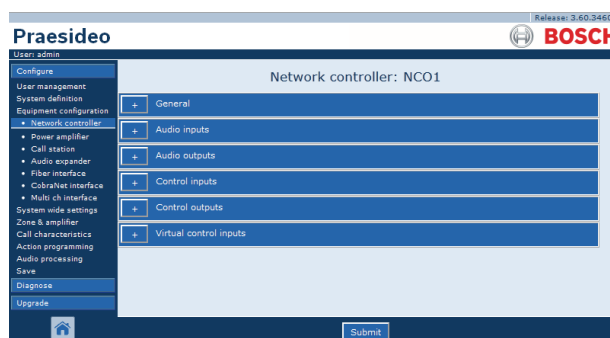 Release: 3.60.3460
Praesideo
BOSCH
User: admin
Configure
User management
System definition
Equipment configuration
• Network controller
• Power amplifier
• Call station
• Audio expander
• Fiber interface
• CobraNet interface
• Multi ch interface
System wide settings
Zone & amplifier
Call characteristics
Action programming
Audio processing
Save
Diagnose
Upgrade
Network controller: NCO1
+ General
+ Audio inputs
+ Audio outputs
+ Control inputs
+ Control outputs
+ Virtual control inputs
Submit